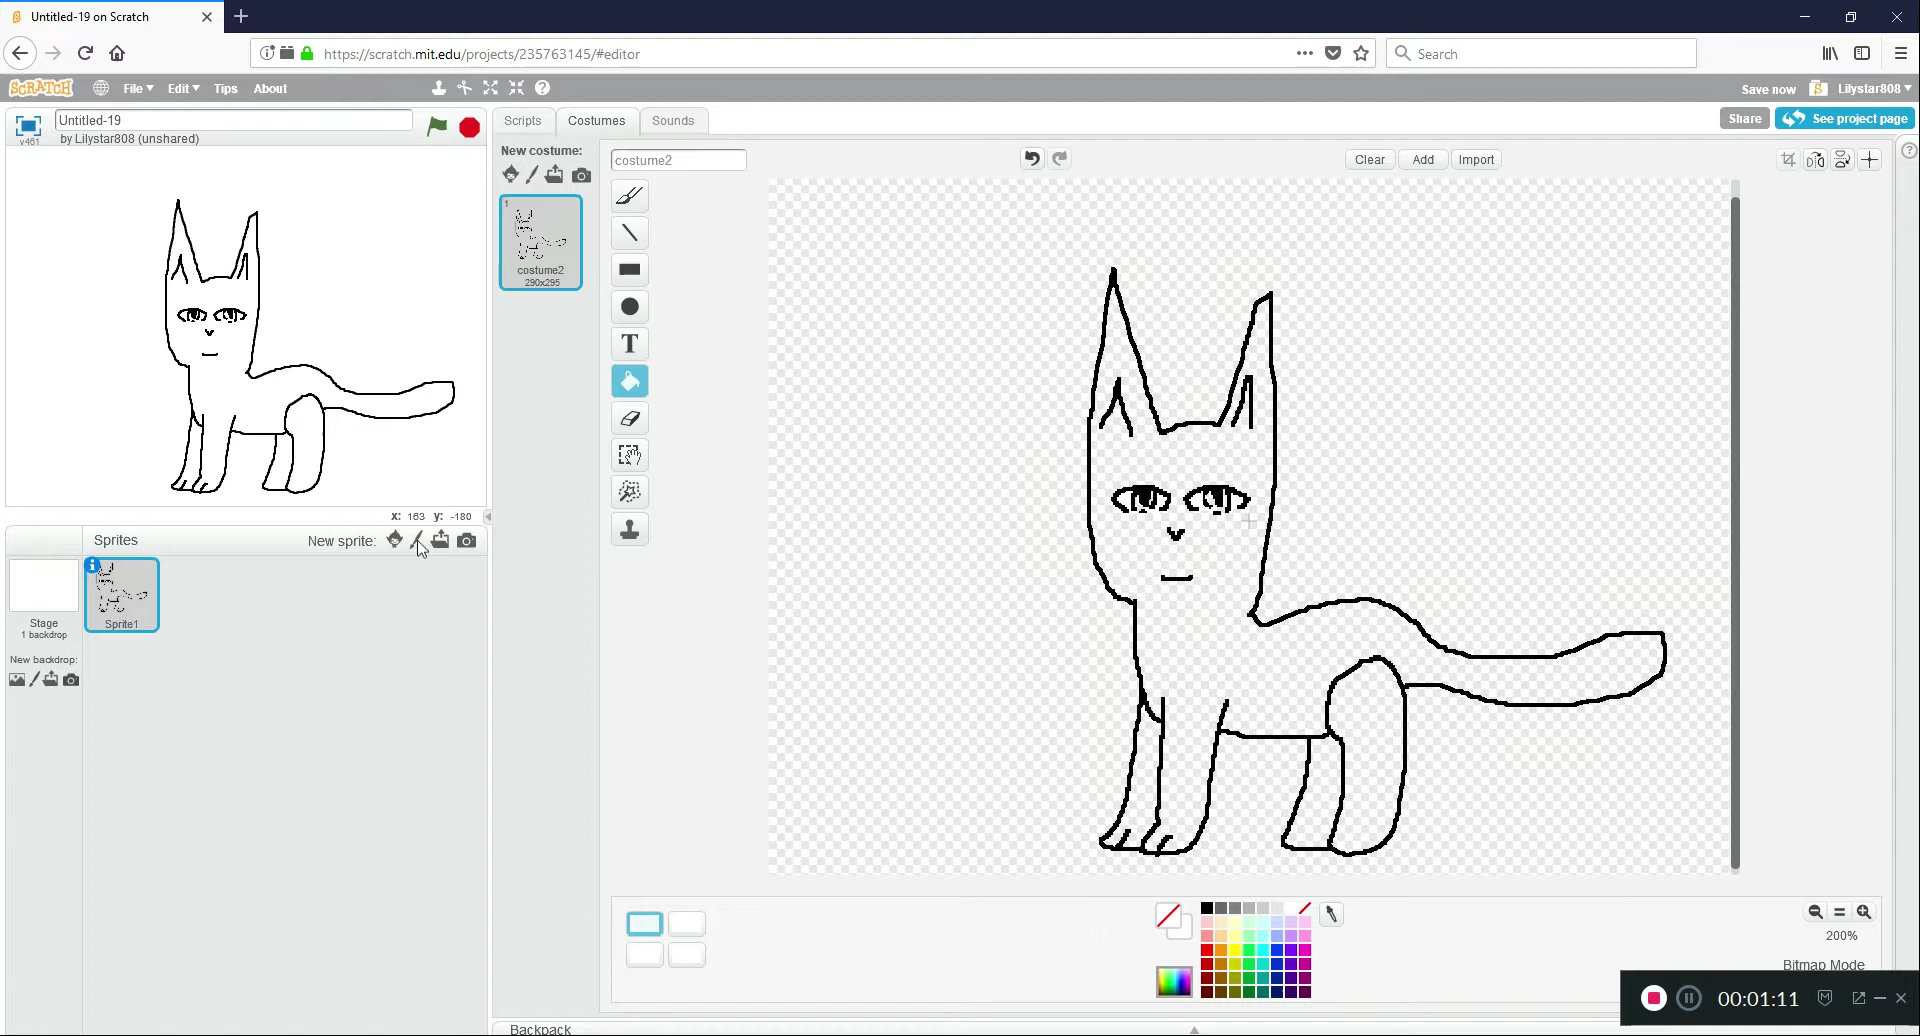 Untitled-19 on Scratch
https://scratch.mit.edu/projects/235763145/#editor
Search
SCRATCH
File
Edit
Tips
About
Save now
Lilystar808
Untitled-19
v461
by Lilystar808 (unshared)
Scripts
Costumes
Sounds
Share
See project page
New costume:
costume2
Clear
Add
Import
1
costume2
290x295
T
x: 163 y: -180
Sprites
New sprite:
Stage
1 backdrop
New backdrop:
Sprite1
200%
Bitmap Mode
00:01:11
Backpack